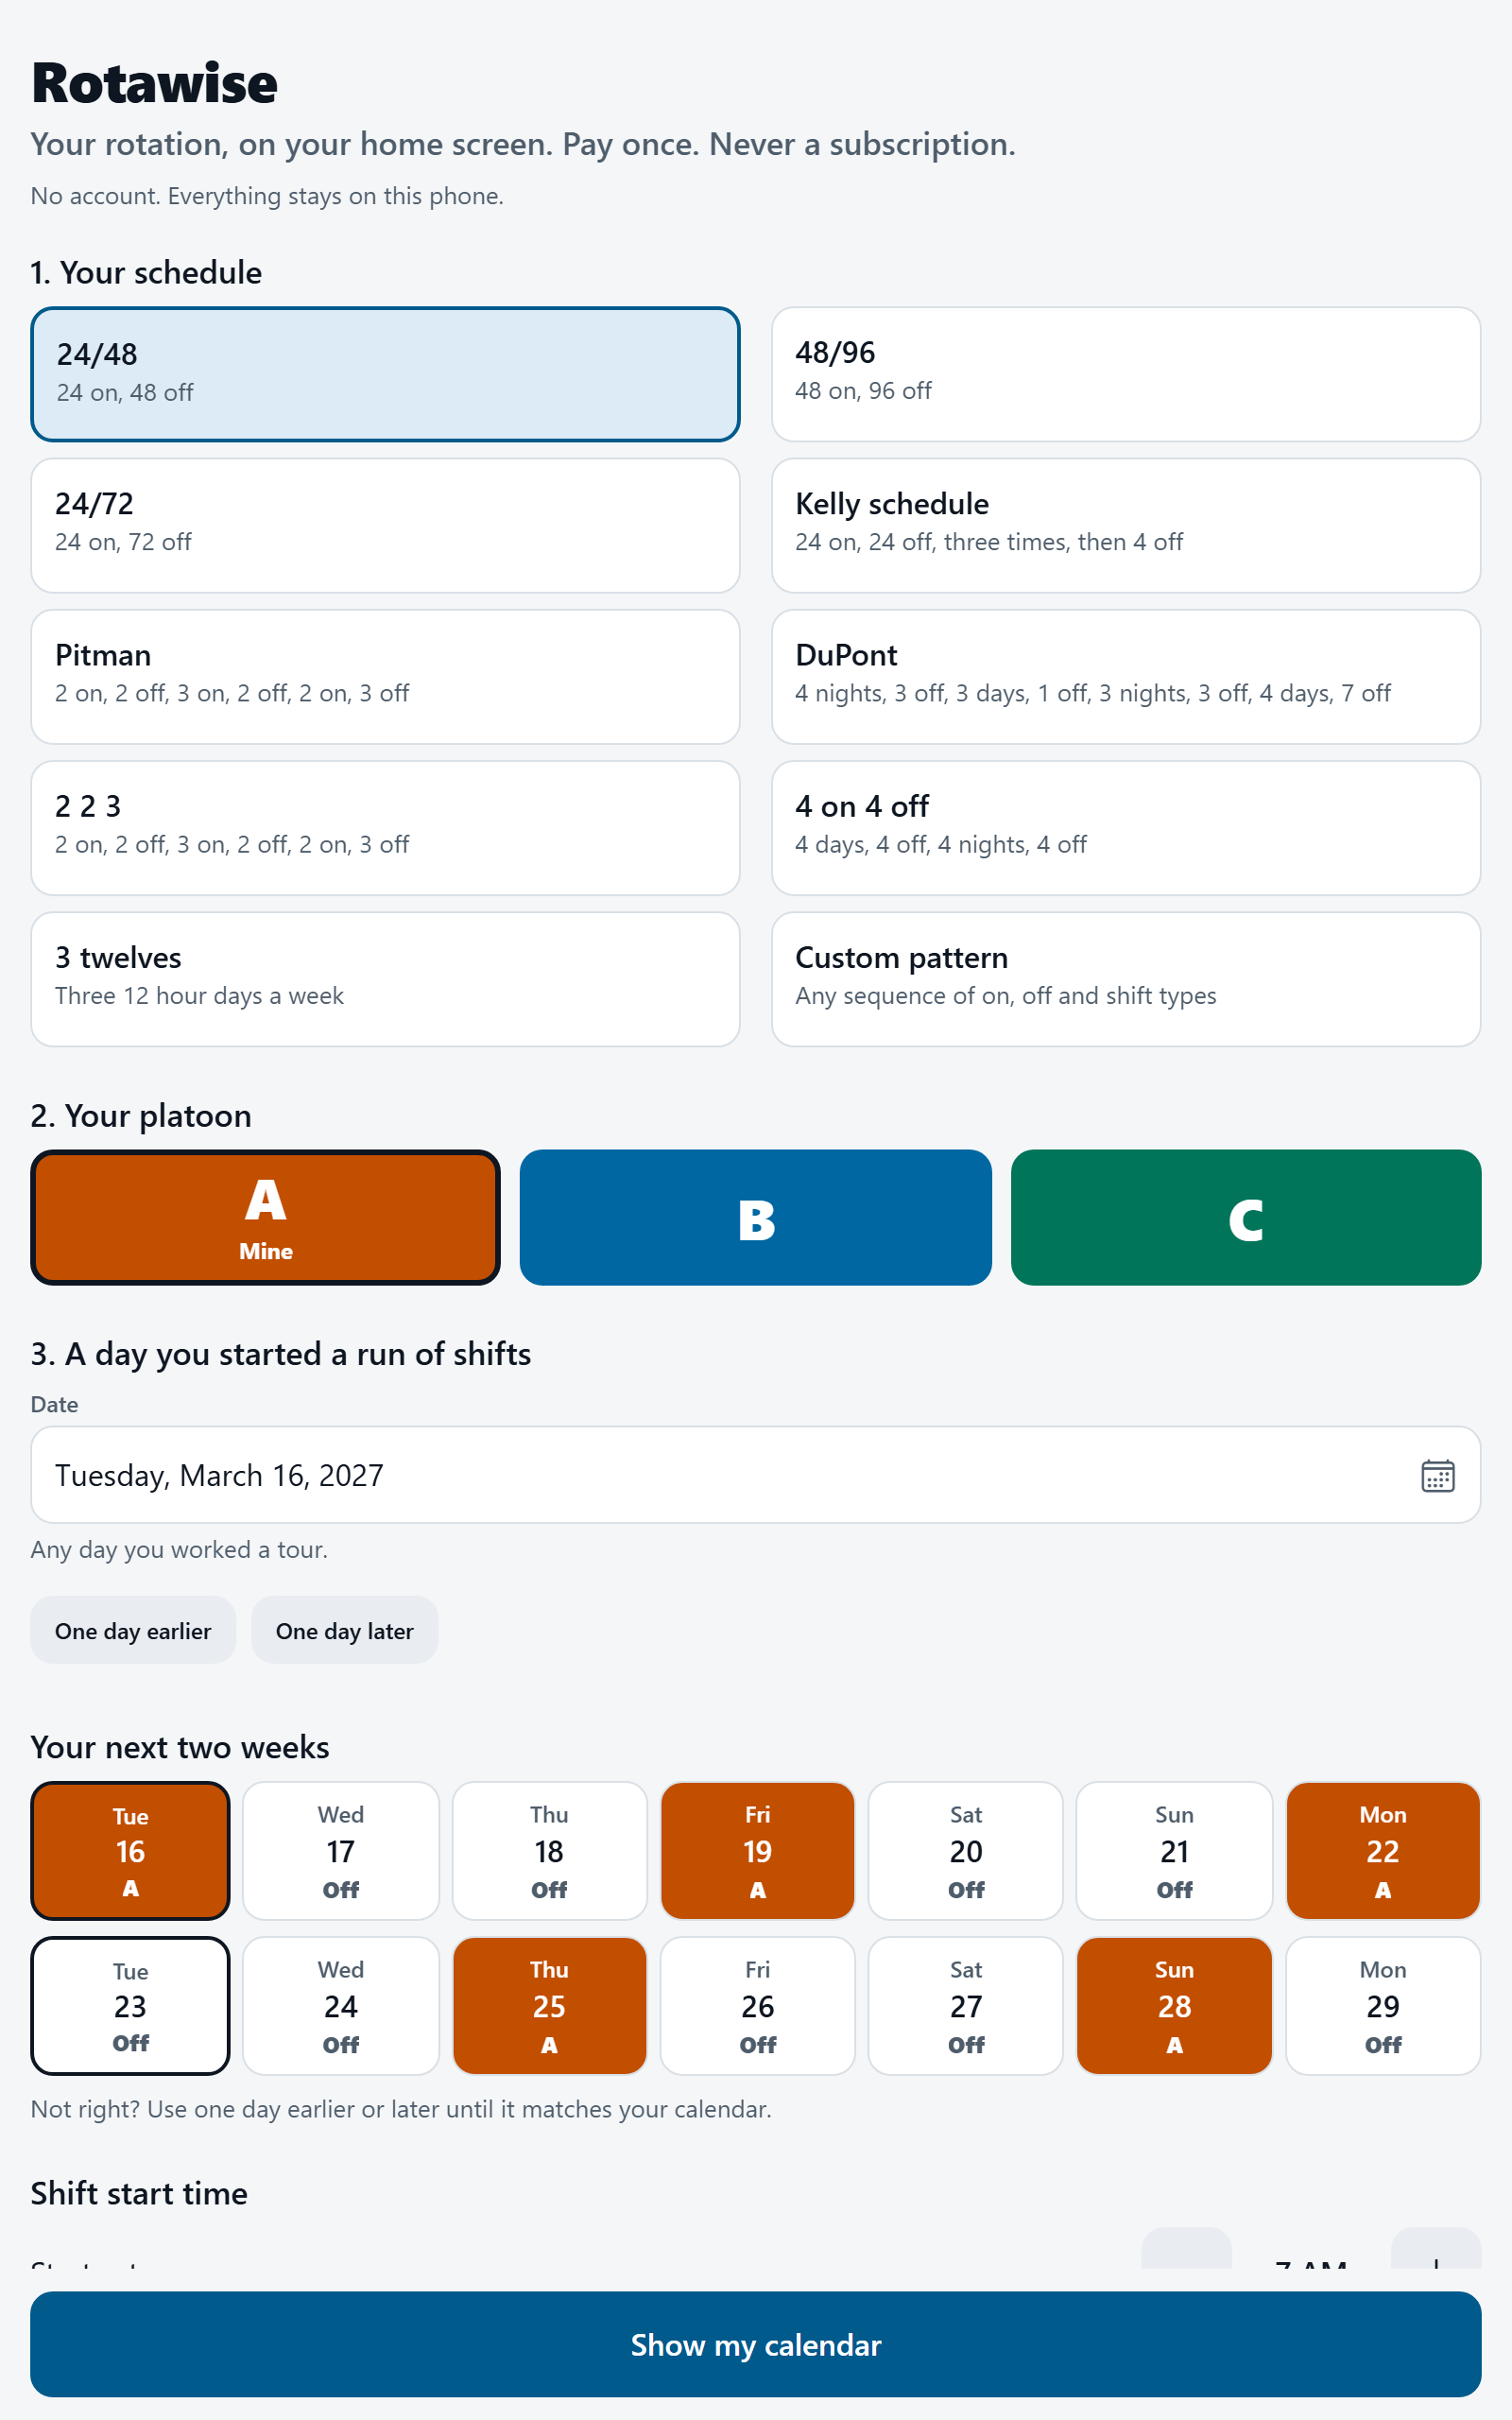 Rotawise
Your rotation, on your home screen. Pay once. Never a subscription.
No account. Everything stays on this phone.
1. Your schedule
24/48
24 on, 48 off
48/96
48 on, 96 off
24/72
24 on, 72 off
Kelly schedule
24 on, 24 off, three times, then 4 off
Pitman
2 on, 2 off, 3 on, 2 off, 2 on, 3 off
DuPont
4 nights, 3 off, 3 days, 1 off, 3 nights, 3 off, 4 days, 7 off
2 2 3
2 on, 2 off, 3 on, 2 off, 2 on, 3 off
4 on 4 off
4 days, 4 off, 4 nights, 4 off
3 twelves
Three 12 hour days a week
Custom pattern
Any sequence of on, off and shift types
2. Your platoon
A
Mine
B
C
3. A day you started a run of shifts
Date
Tuesday, March 16, 2027
Any day you worked a tour.
One day earlier
One day later
Your next two weeks
Tue
16
A
Wed
17
Off
Thu
18
Off
Fri
19
A
Sat
20
Off
Sun
21
Off
Mon
22
A
Tue
23
Off
Wed
24
Off
Thu
25
A
Fri
26
Off
Sat
27
Off
Sun
28
A
Mon
29
Off
Not right? Use one day earlier or later until it matches your calendar.
Shift start time
7 AM
Show my calendar